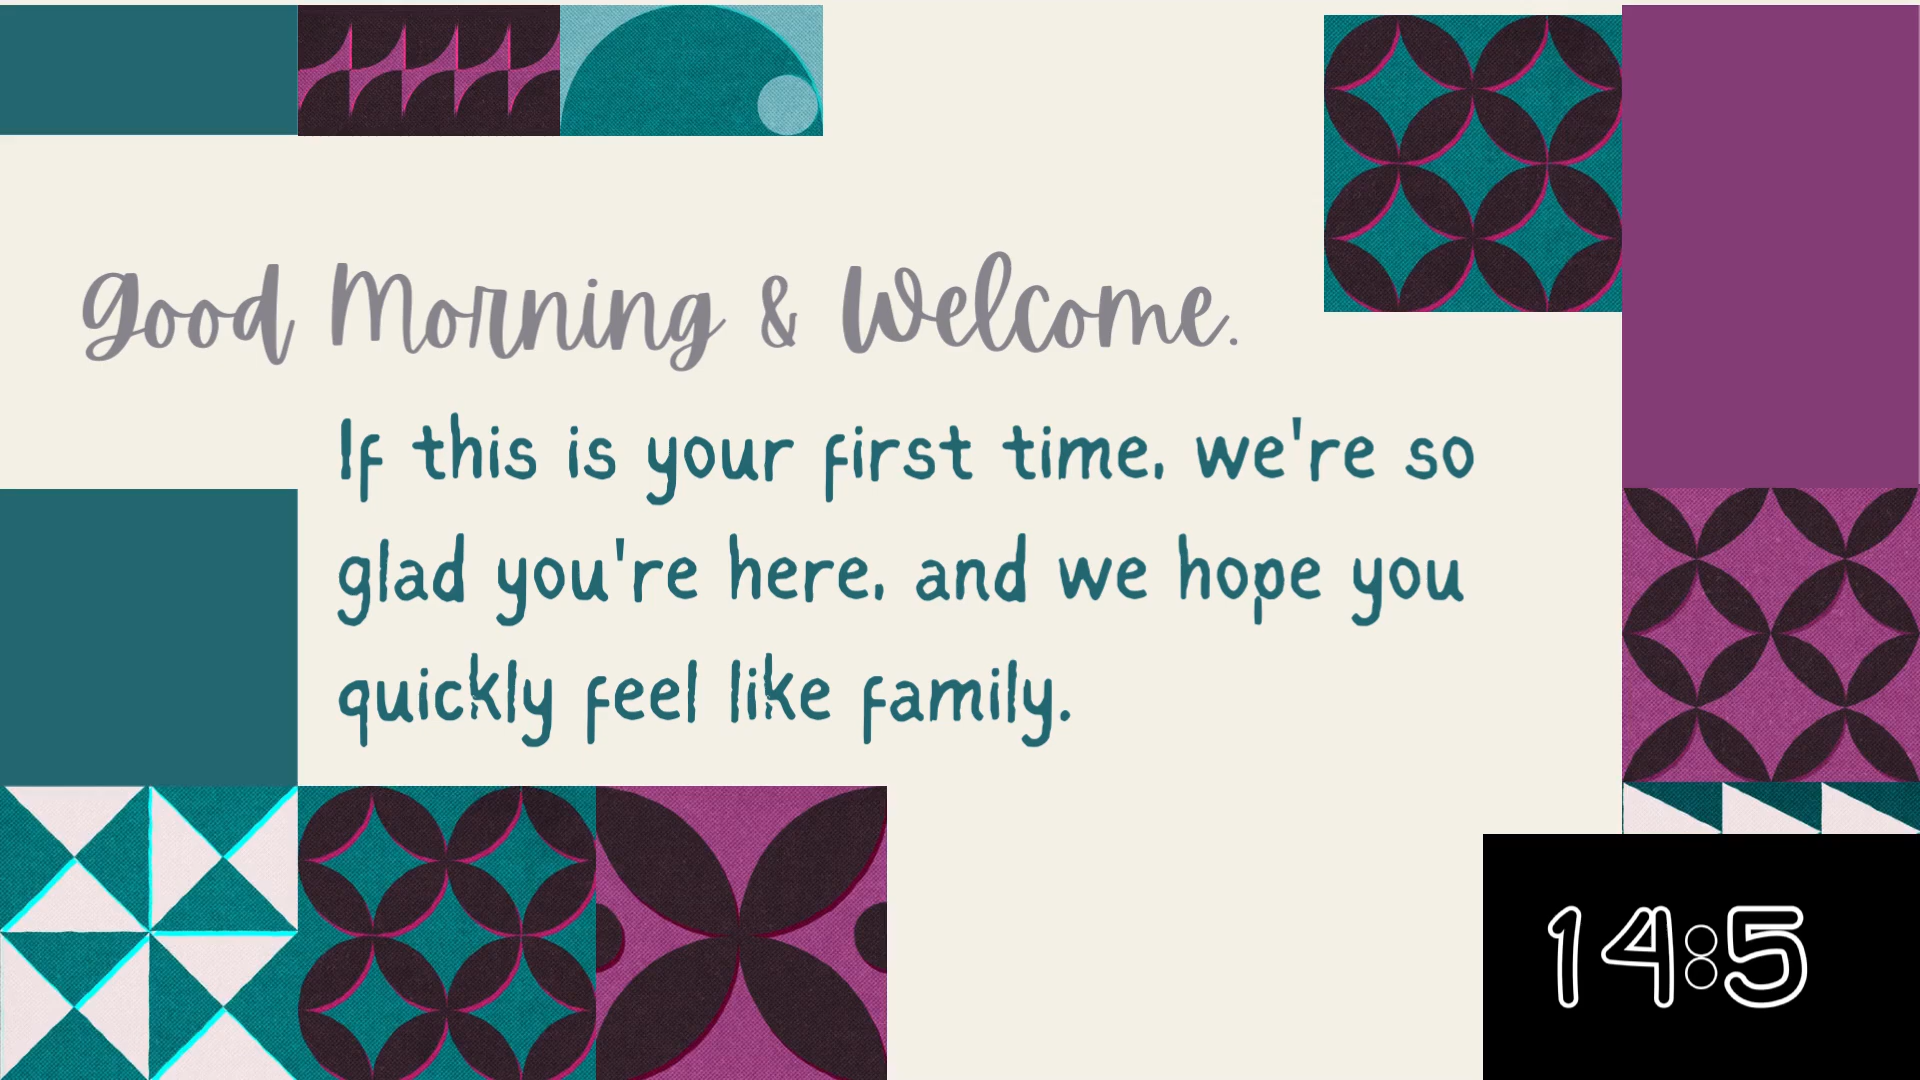 Good Morning & Welcome.
If this is your first time, we're so
glad you're here, and we hope you
quickly feel like family.
14:5